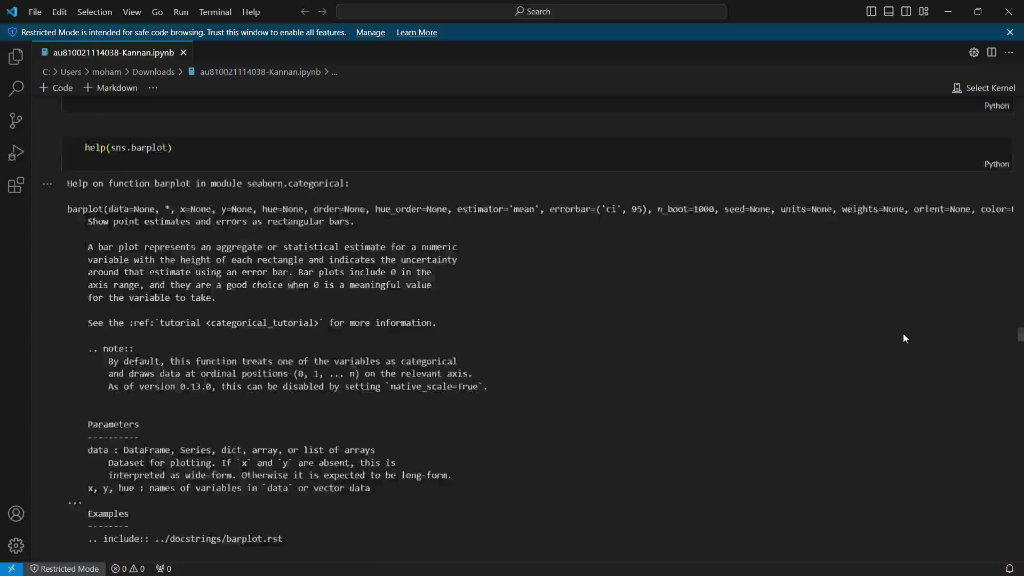 File Edit Selection View Go Run Terminal Help Search
Restricted Mode is intended for safe code browsing. Trust this window to enable all features. Manage Learn More
au810021114038-Kannan.ipynb
C: > Users > moham > Downloads > au810021114038-Kannan.ipynb > ...
+ Code + Markdown ... Select Kernel
Python
help(sns.barplot)
Python
... Help on function barplot in module seaborn.categorical:
barplot(data=None, *, x=None, y=None, hue=None, order=None, hue_order=None, estimator='mean', errorbar=('ci', 95), n_boot=1000, seed=None, units=None, weights=None, orient=None, color=
Show point estimates and errors as rectangular bars.
A bar plot represents an aggregate or statistical estimate for a numeric
variable with the height of each rectangle and indicates the uncertainty
around that estimate using an error bar. Bar plots include 0 in the
axis range, and they are a good choice when 0 is a meaningful value
for the variable to take.
See the :ref:`tutorial <categorical_tutorial>` for more information.
.. note::
By default, this function treats one of the variables as categorical
and draws data at ordinal positions (0, 1, ... n) on the relevant axis.
As of version 0.13.0, this can be disabled by setting `native_scale=True`.
Parameters
----------
data : DataFrame, Series, dict, array, or list of arrays
Dataset for plotting. If `x` and `y` are absent, this is
interpreted as wide-form. Otherwise it is expected to be long-form.
x, y, hue : names of variables in `data` or vector data
...
Examples
--------
.. include:: ../docstrings/barplot.rst
Restricted Mode 0 0 0